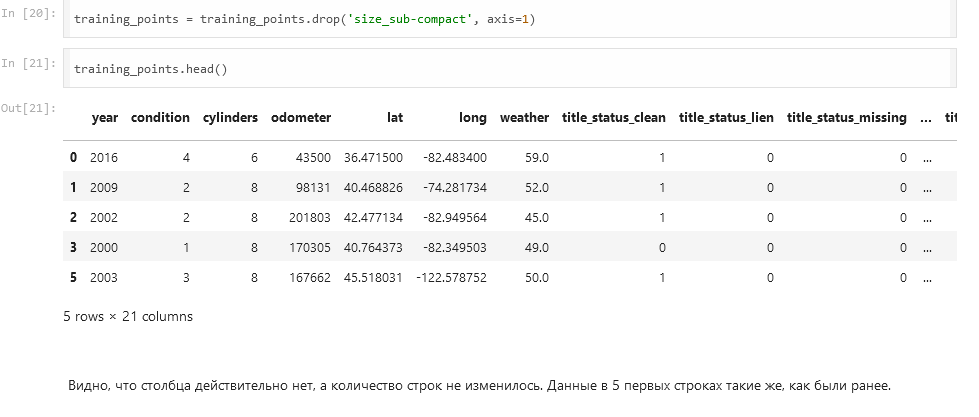 In [20]: training_points = training_points.drop('size_sub-compact', axis=1)
In [21]: training_points.head()
Out[21]:
year condition cylinders odometer lat long weather title_status_clean title_status_lien title_status_missing ... tit
0 2016 4 6 43500 36.471500 -82.483400 59.0 1 0 0 ...
1 2009 2 8 98131 40.468826 -74.281734 52.0 1 0 0 ...
2 2002 2 8 201803 42.477134 -82.949564 45.0 1 0 0 ...
3 2000 1 8 170305 40.764373 -82.349503 49.0 0 0 0 ...
5 2003 3 8 167662 45.518031 -122.578752 50.0 1 0 0 ...
5 rows × 21 columns
Видно, что столбца действительно нет, а количество строк не изменилось. Данные в 5 первых строках такие же, как были ранее.